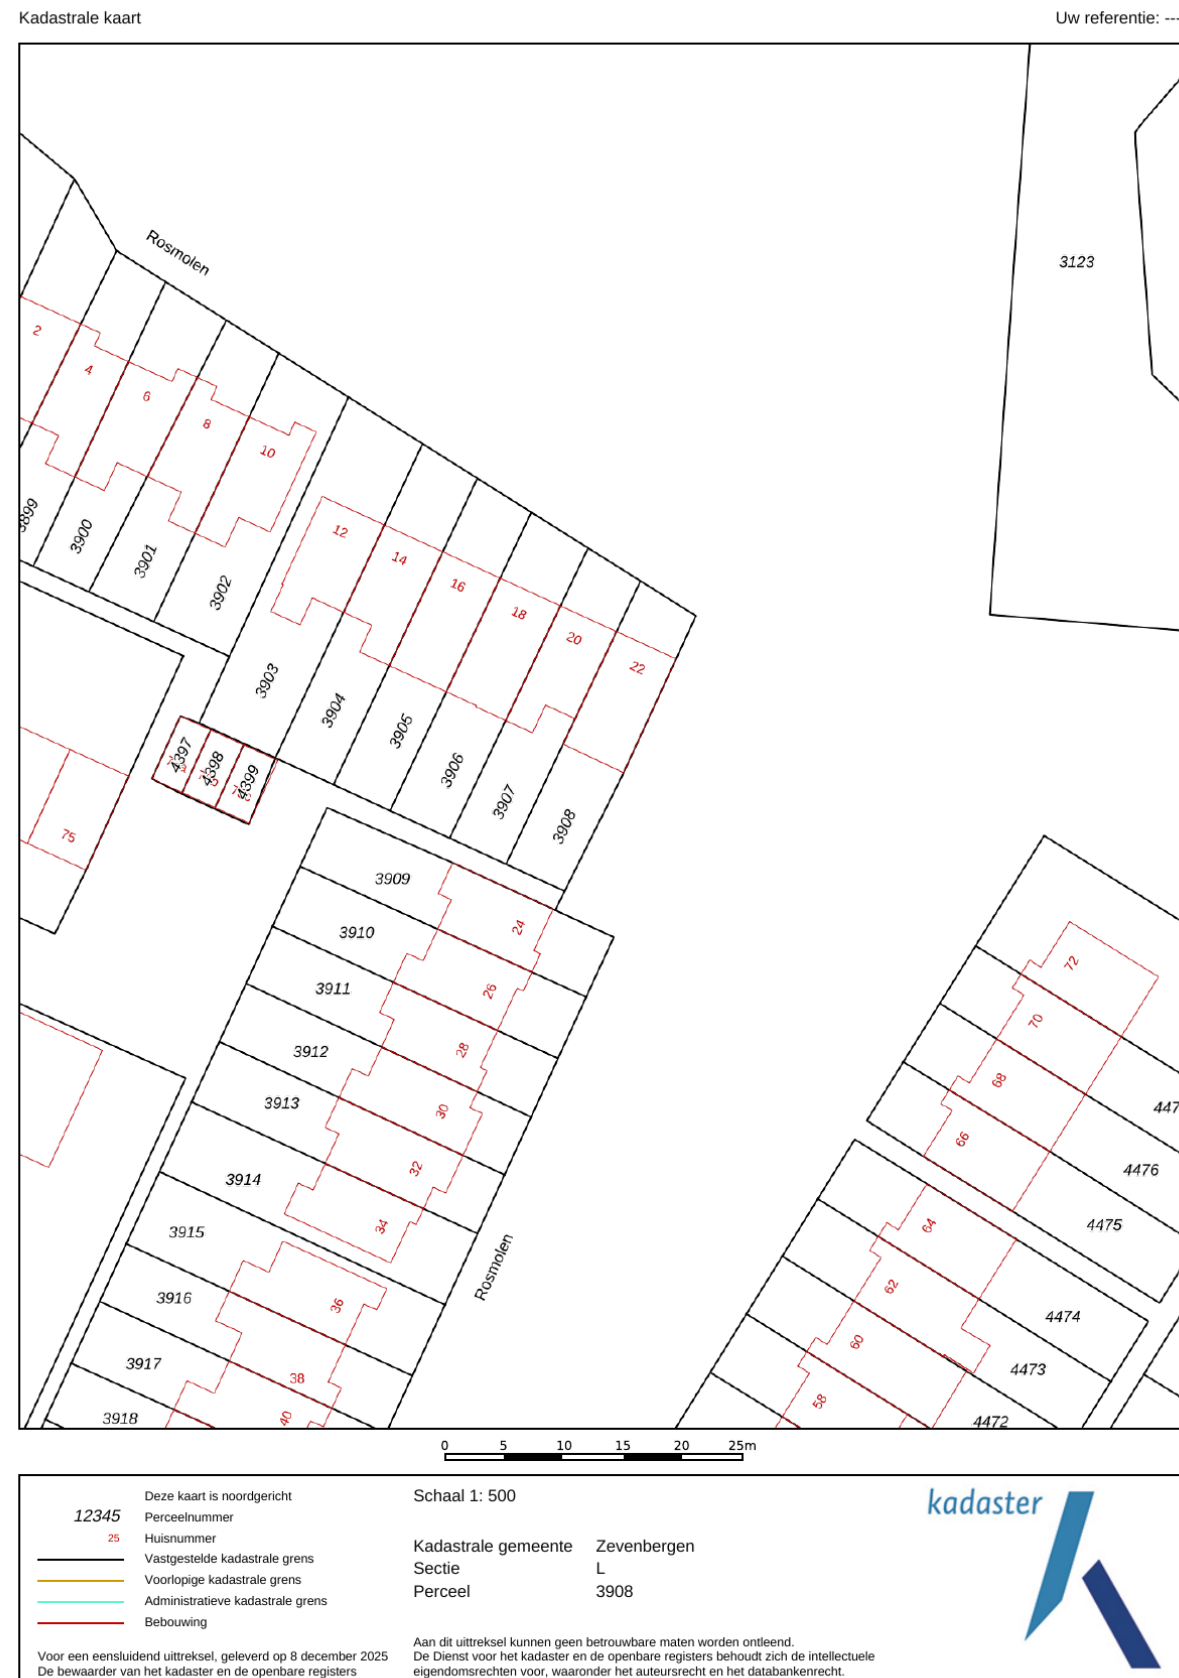 Kadastrale kaart
Uw referentie: ---
Rosmolen
3123
2
4
6
8
10
12
14
16
18
20
22
3899
3900
3901
3902
3903
3904
3905
3906
3907
3908
4397
4398
4399
75
3909
24
3910
26
3911
28
3912
30
3913
32
3914
34
3915
36
3916
38
3917
40
3918
Rosmolen
72
70
68
447
66
4476
4475
64
4474
62
4473
60
58
4472
0 5 10 15 20 25m
Deze kaart is noordgericht
12345 Perceelnummer
25 Huisnummer
Vastgestelde kadastrale grens
Voorlopige kadastrale grens
Administratieve kadastrale grens
Bebouwing
Voor een eensluidend uittreksel, geleverd op 8 december 2025
De bewaarder van het kadaster en de openbare registers
Schaal 1: 500
Kadastrale gemeente Zevenbergen
Sectie L
Perceel 3908
Aan dit uittreksel kunnen geen betrouwbare maten worden ontleend.
De Dienst voor het kadaster en de openbare registers behoudt zich de intellectuele
eigendomsrechten voor, waaronder het auteursrecht en het databankenrecht.
kadaster